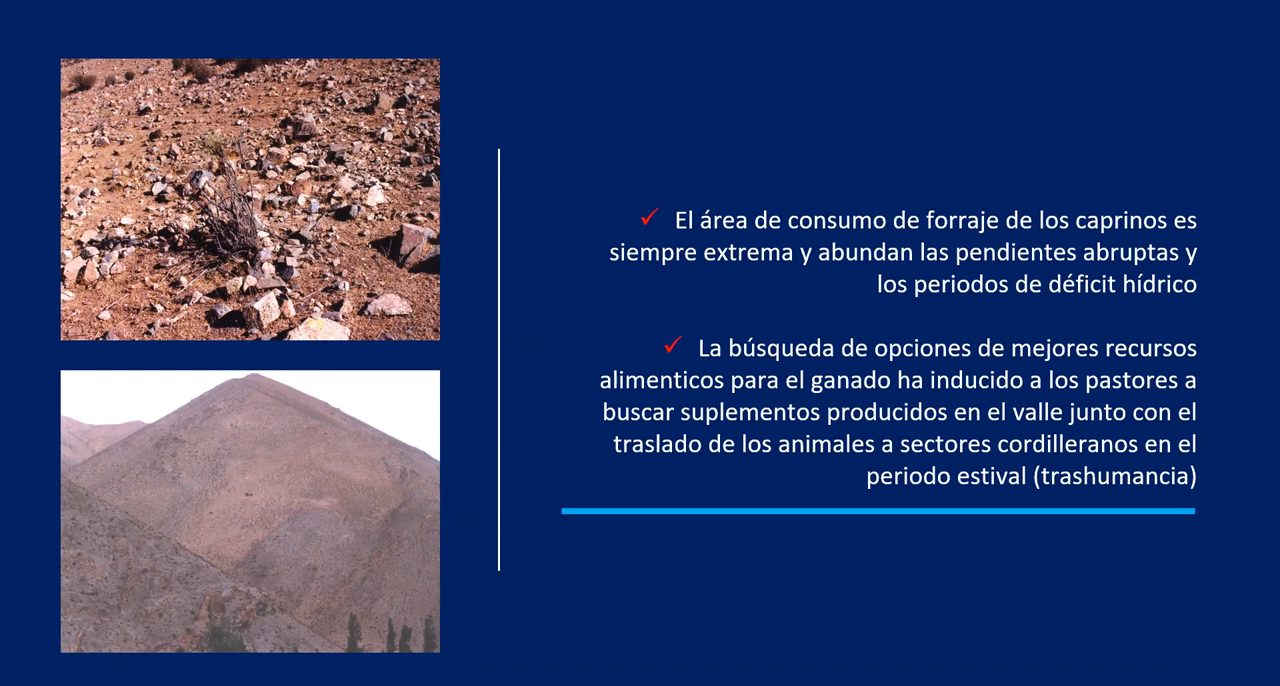 ✓ El área de consumo de forraje de los caprinos es
siempre extrema y abundan las pendientes abruptas y
los periodos de déficit hídrico
✓ La búsqueda de opciones de mejores recursos
alimenticos para el ganado ha inducido a los pastores a
buscar suplementos producidos en el valle junto con el
traslado de los animales a sectores cordilleranos en el
periodo estival (trashumancia)